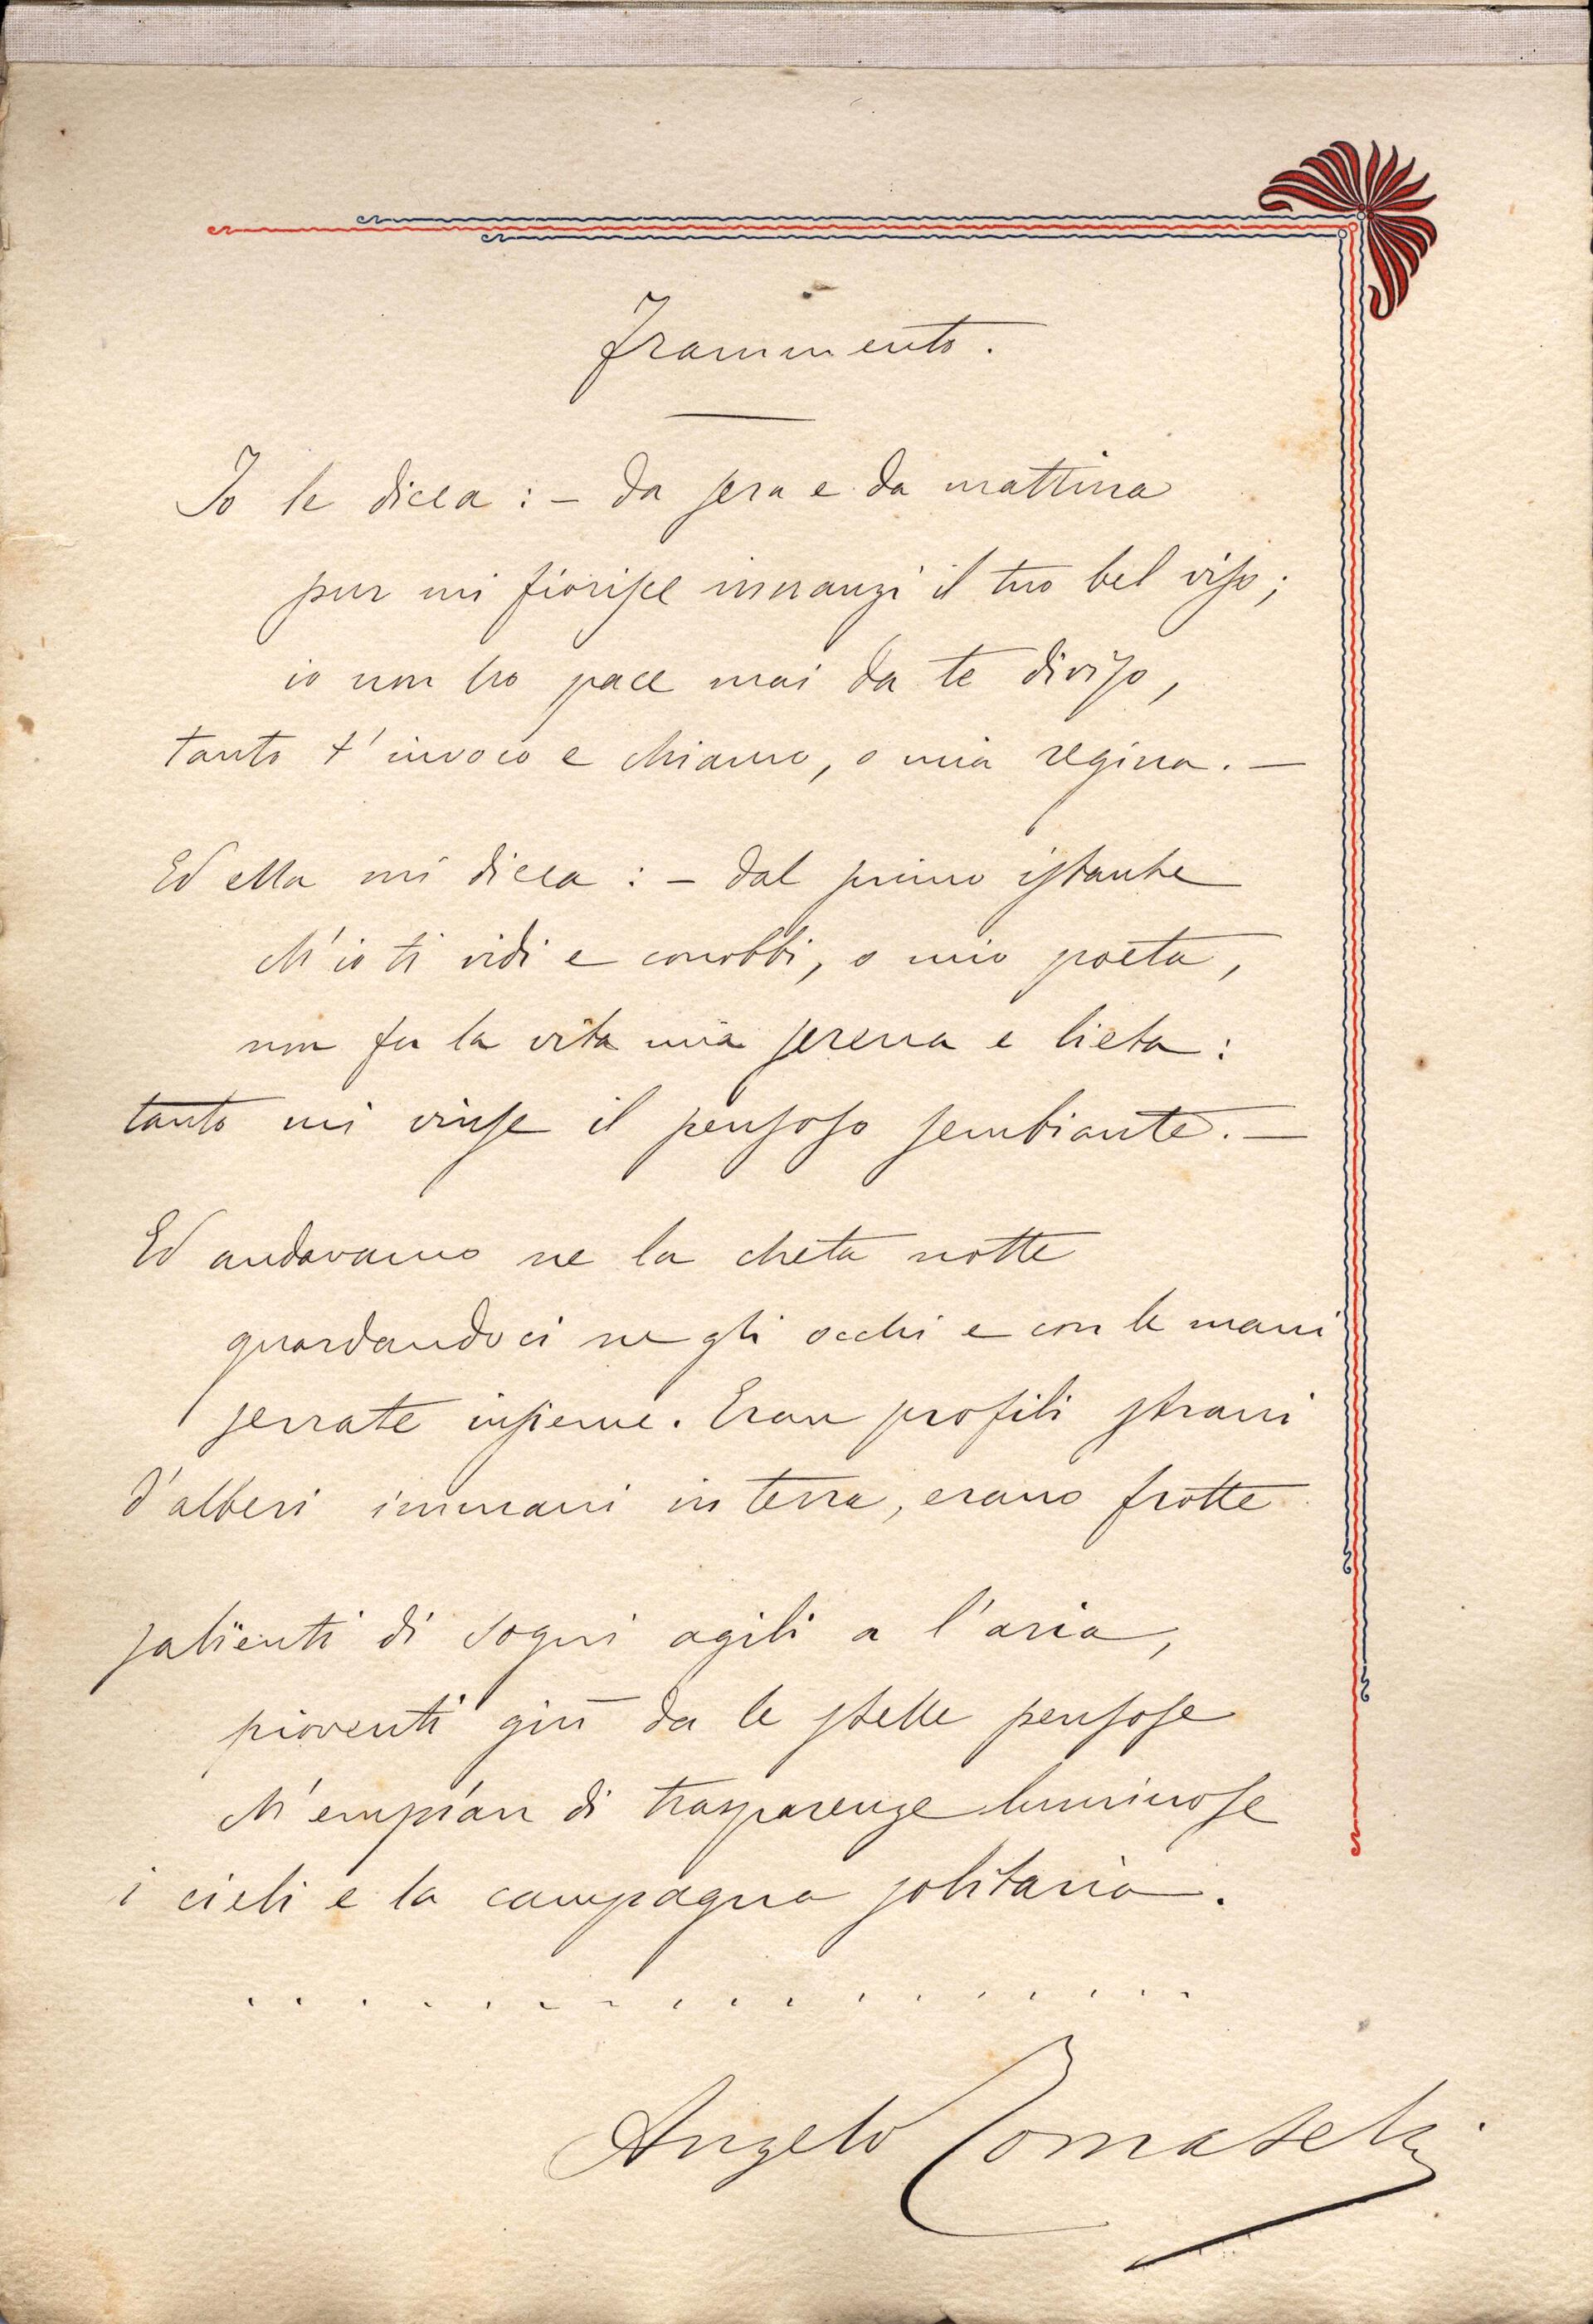 Frammento.
Io le dicea: – da sera e da mattina
pur mi fiorisce innanzi il tuo bel viso;
io non ho pace mai da te diviso,
tanto t'invoco e chiamo, o mia regina. –
Ed ella mi dicea: – dal primo istante
ch'io ti vidi e conobbi, o mio poeta,
non fu la vita mia serena e lieta:
tanto mi vinse il pensoso sembiante. –
Ed andavamo ne la cheta notte
guardandoci ne gli occhi e con le mani
serrate insieme. Eran profili strani
d'alberi immani in terra, erano frotte
salïenti di sogni agili a l'aria,
pioventi giù da le stelle pensose
ch'empían di trasparenze luminose
i cieli e la campagna solitaria.
. . . . . . . . . . . . . . . . .
Angelo Tomaselli